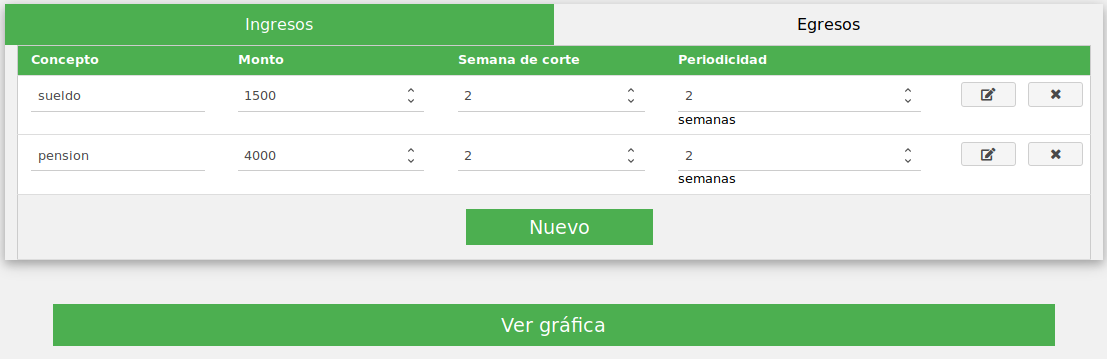 Ingresos Egresos
Concepto Monto Semana de corte Periodicidad
sueldo 1500 2 2
semanas
pension 4000 2 2
semanas
Nuevo
Ver gráfica